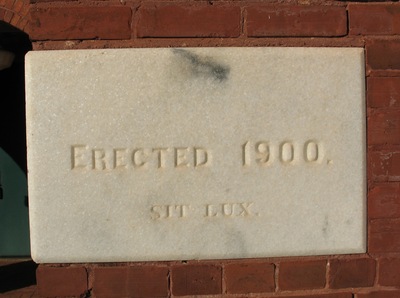 ERECTED 1900.
SIT LUX.